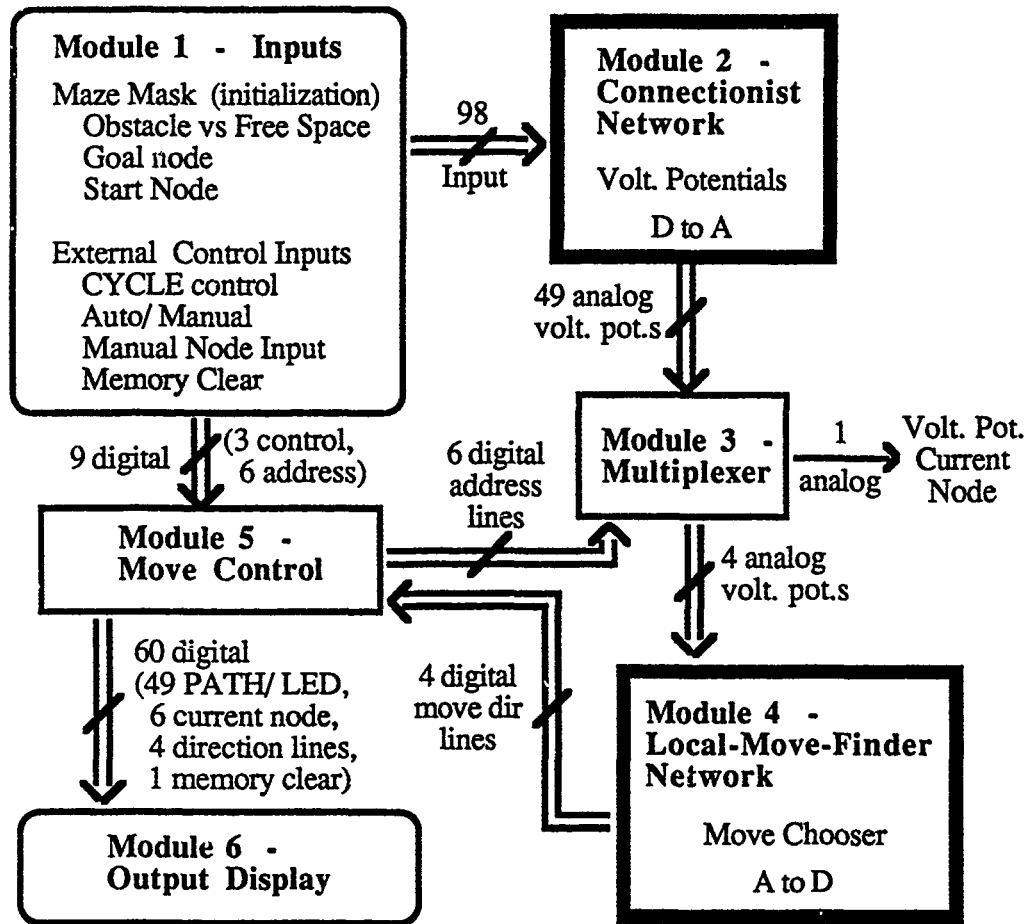 Module 1 - Inputs
Maze Mask (initialization)
Obstacle vs Free Space
Goal node
Start Node
External Control Inputs
CYCLE control
Auto/ Manual
Manual Node Input
Memory Clear
98
Input
Module 2 -
Connectionist
Network
Volt. Potentials
D to A
49 analog
volt. pot.s
Module 3 -
Multiplexer
1
analog
Volt. Pot.
Current
Node
9 digital
(3 control,
6 address)
6 digital
address
lines
Module 5 -
Move Control
4 analog
volt. pot.s
60 digital
(49 PATH/ LED,
6 current node,
4 direction lines,
1 memory clear)
4 digital
move dir
lines
Module 4 -
Local-Move-Finder
Network
Move Chooser
A to D
Module 6 -
Output Display